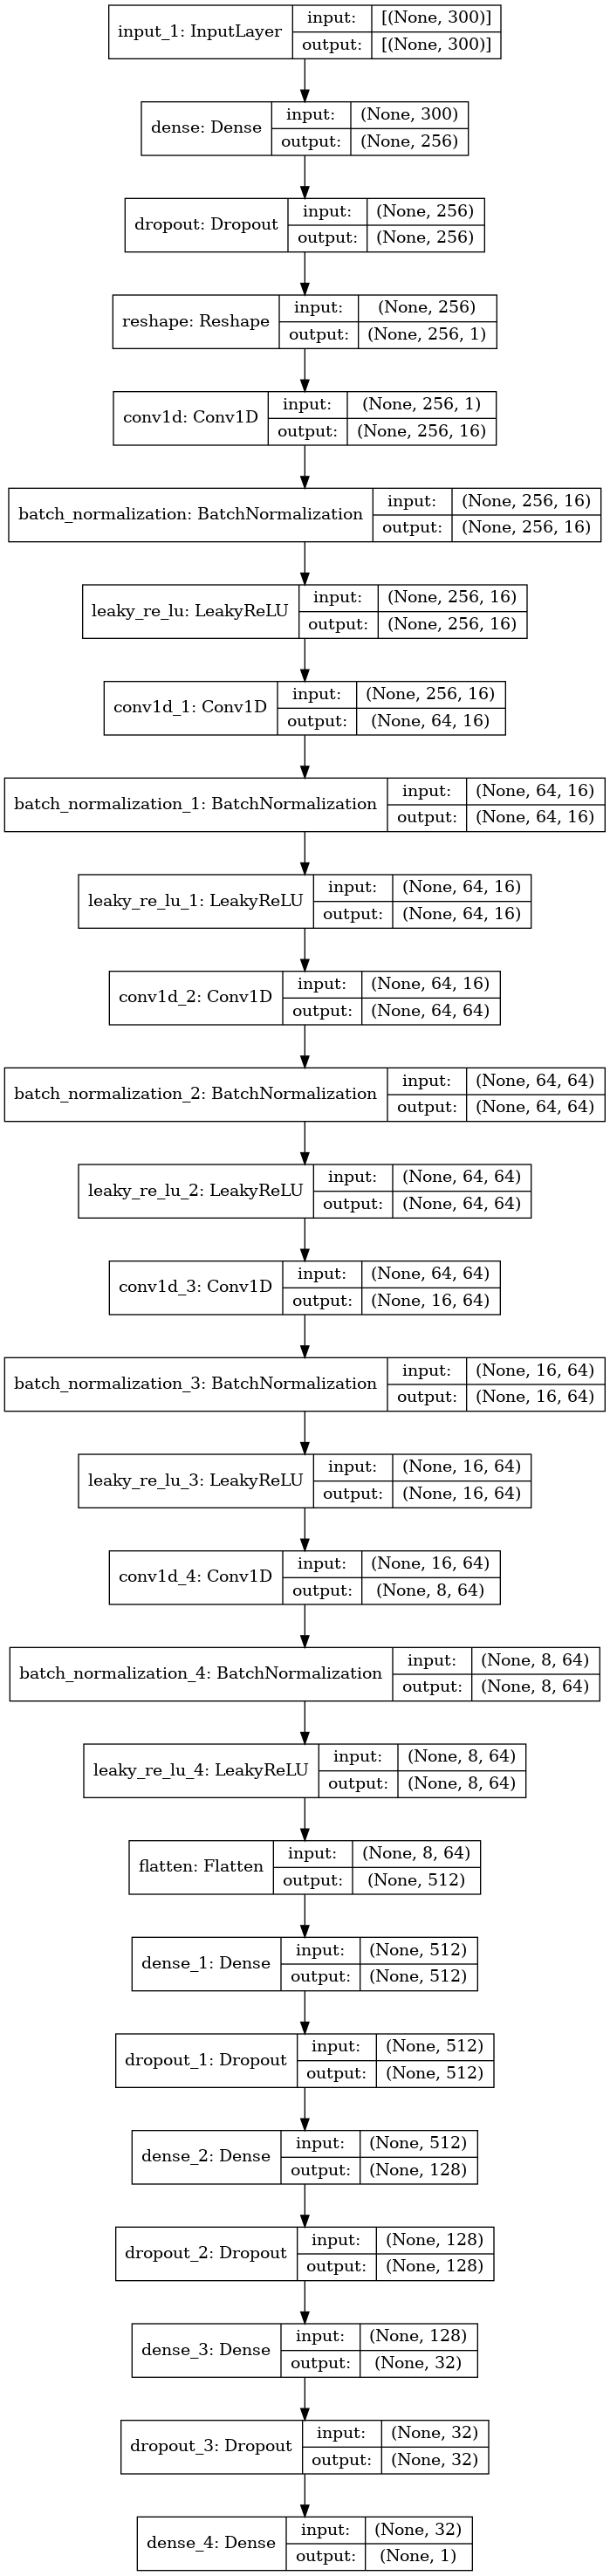 input_1: InputLayer input: [(None, 300)]
output: [(None, 300)]
dense: Dense input: (None, 300)
output: (None, 256)
dropout: Dropout input: (None, 256)
output: (None, 256)
reshape: Reshape input: (None, 256)
output: (None, 256, 1)
conv1d: Conv1D input: (None, 256, 1)
output: (None, 256, 16)
batch_normalization: BatchNormalization input: (None, 256, 16)
output: (None, 256, 16)
leaky_re_lu: LeakyReLU input: (None, 256, 16)
output: (None, 256, 16)
conv1d_1: Conv1D input: (None, 256, 16)
output: (None, 64, 16)
batch_normalization_1: BatchNormalization input: (None, 64, 16)
output: (None, 64, 16)
leaky_re_lu_1: LeakyReLU input: (None, 64, 16)
output: (None, 64, 16)
conv1d_2: Conv1D input: (None, 64, 16)
output: (None, 64, 64)
batch_normalization_2: BatchNormalization input: (None, 64, 64)
output: (None, 64, 64)
leaky_re_lu_2: LeakyReLU input: (None, 64, 64)
output: (None, 64, 64)
conv1d_3: Conv1D input: (None, 64, 64)
output: (None, 16, 64)
batch_normalization_3: BatchNormalization input: (None, 16, 64)
output: (None, 16, 64)
leaky_re_lu_3: LeakyReLU input: (None, 16, 64)
output: (None, 16, 64)
conv1d_4: Conv1D input: (None, 16, 64)
output: (None, 8, 64)
batch_normalization_4: BatchNormalization input: (None, 8, 64)
output: (None, 8, 64)
leaky_re_lu_4: LeakyReLU input: (None, 8, 64)
output: (None, 8, 64)
flatten: Flatten input: (None, 8, 64)
output: (None, 512)
dense_1: Dense input: (None, 512)
output: (None, 512)
dropout_1: Dropout input: (None, 512)
output: (None, 512)
dense_2: Dense input: (None, 512)
output: (None, 128)
dropout_2: Dropout input: (None, 128)
output: (None, 128)
dense_3: Dense input: (None, 128)
output: (None, 32)
dropout_3: Dropout input: (None, 32)
output: (None, 32)
dense_4: Dense input: (None, 32)
output: (None, 1)